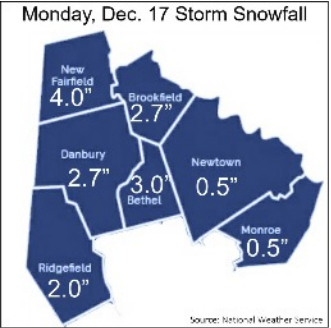 Monday, Dec. 17 Storm Snowfall
New
Fairfield
4.0"
Brookfield
2.7"
Danbury
2.7"
3.0"
Bethel
Newtown
0.5"
Monroe
0.5"
Ridgefield
2.0"
Source: National Weather Service